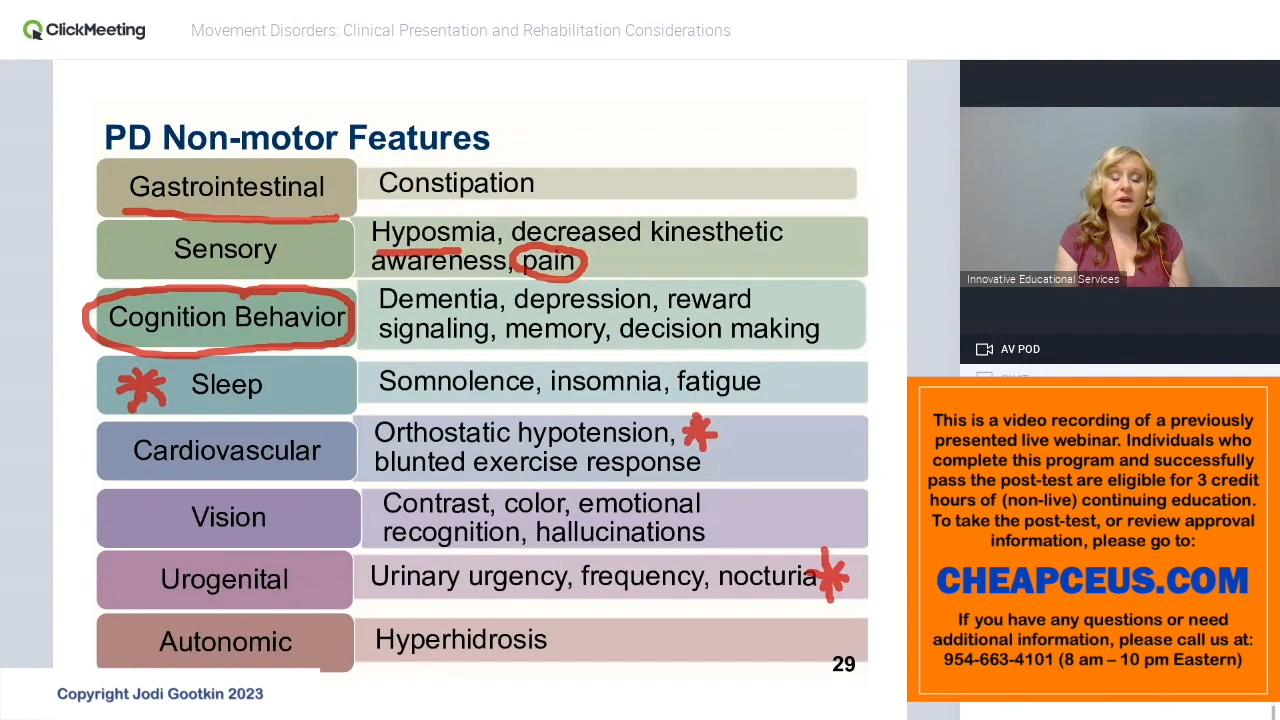 ClickMeeting
Movement Disorders: Clinical Presentation and Rehabilitation Considerations
PD Non-motor Features
Gastrointestinal
Constipation
Sensory
Hyposmia, decreased kinesthetic
awareness, pain
Cognition Behavior
Dementia, depression, reward
signaling, memory, decision making
Sleep
Somnolence, insomnia, fatigue
Cardiovascular
Orthostatic hypotension,
blunted exercise response
Vision
Contrast, color, emotional
recognition, hallucinations
Urogenital
Urinary urgency, frequency, nocturia
Autonomic
Hyperhidrosis
29
Copyright Jodi Gootkin 2023
Innovative Educational Services
AV POD
This is a video recording of a previously
presented live webinar. Individuals who
complete this program and successfully
pass the post-test are eligible for 3 credit
hours of (non-live) continuing education.
To take the post-test, or review approval
information, please go to:
CHEAPCEUS.COM
If you have any questions or need
additional information, please call us at:
954-663-4101 (8 am – 10 pm Eastern)